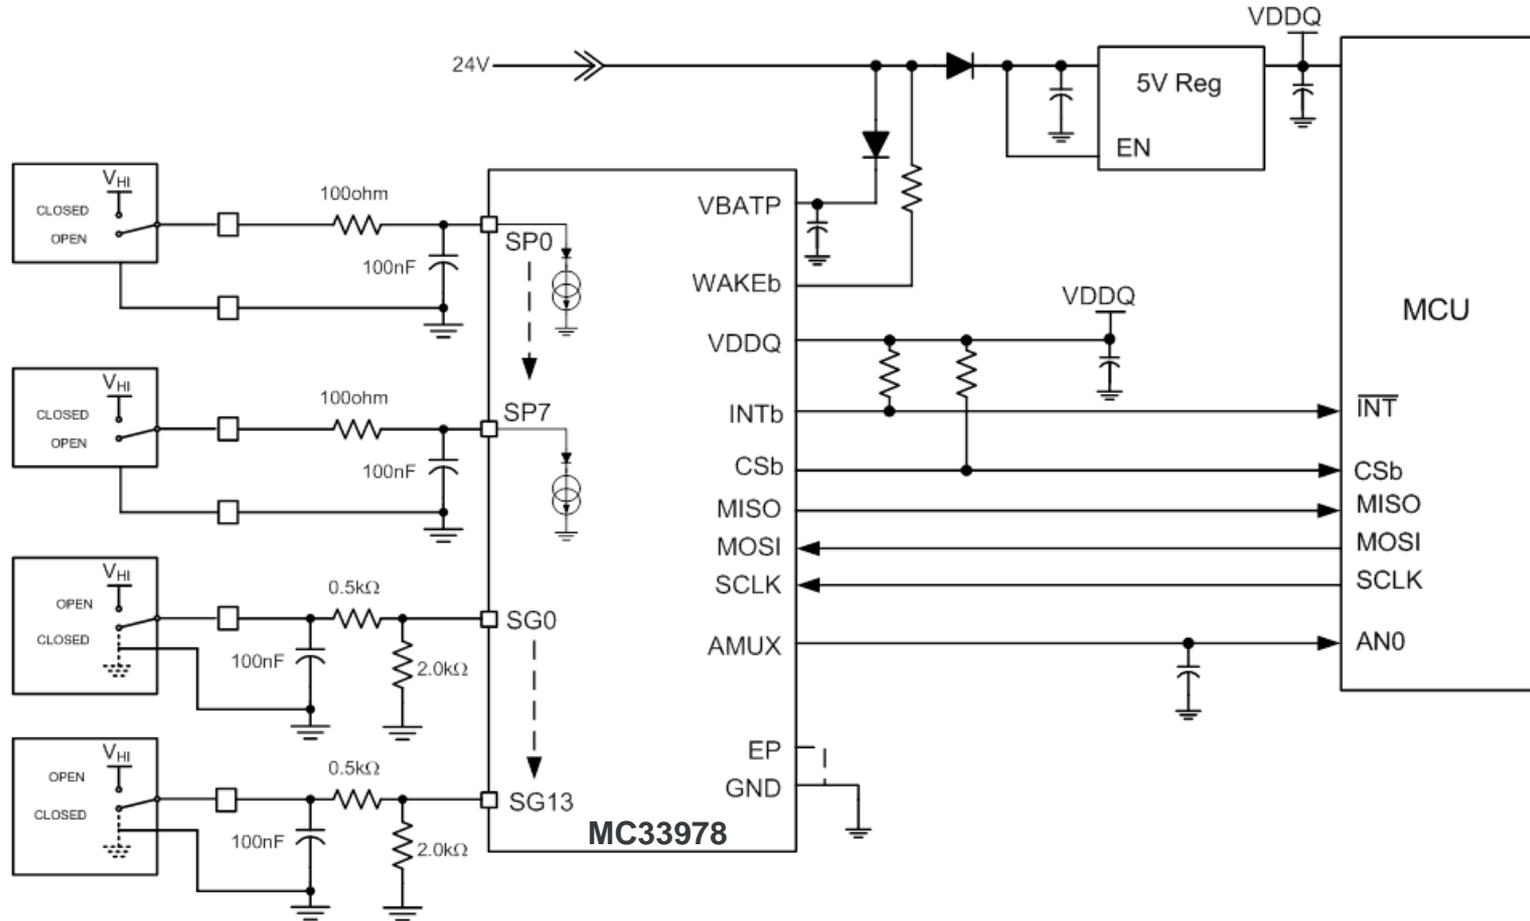 VDDQ
24V
5V Reg
EN
VHI
CLOSED
OPEN
100ohm
100nF
SP0
VBATP
WAKEb
VDDQ
VDDQ
MCU
VHI
CLOSED
OPEN
100ohm
100nF
SP7
INTb
INT
CSb
CSb
MISO
MISO
MOSI
MOSI
SCLK
SCLK
VHI
OPEN
CLOSED
0.5kΩ
100nF
2.0kΩ
SG0
AMUX
AN0
VHI
OPEN
CLOSED
0.5kΩ
100nF
2.0kΩ
SG13
EP
GND
MC33978